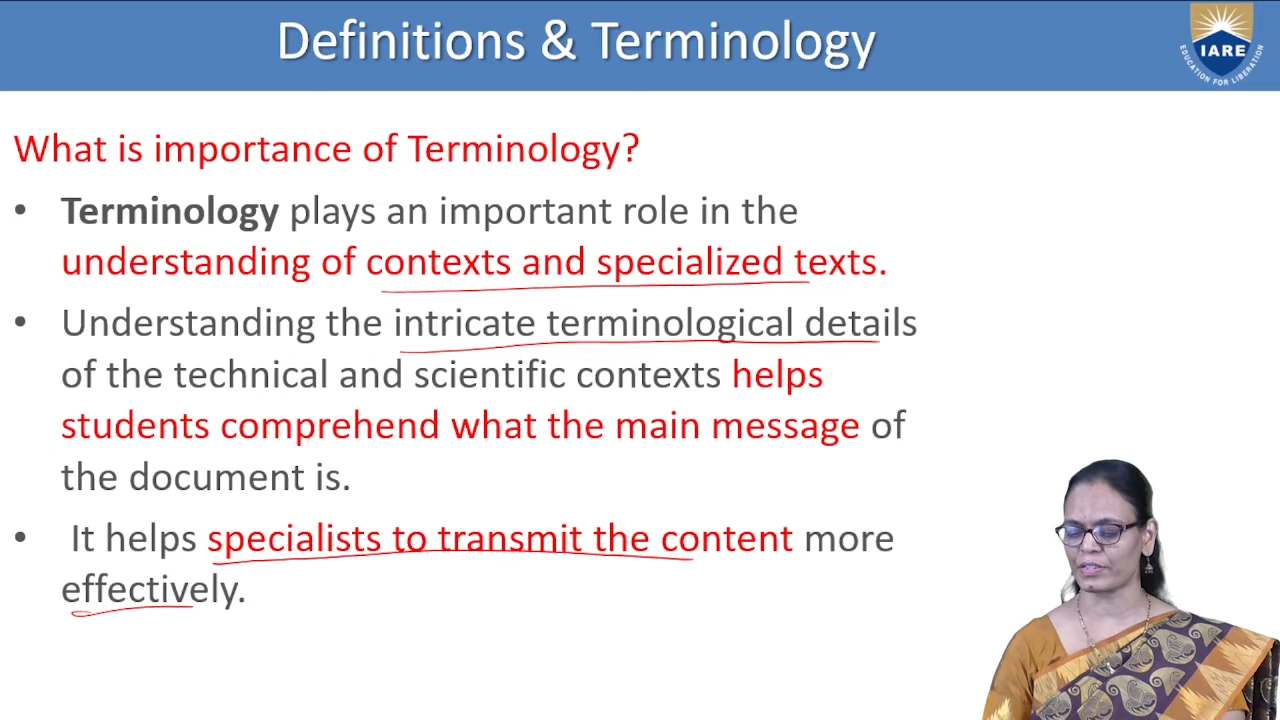 Definitions & Terminology
IARE
EDUCATION FOR LIBERATION
What is importance of Terminology?
• Terminology plays an important role in the
understanding of contexts and specialized texts.
• Understanding the intricate terminological details
of the technical and scientific contexts helps
students comprehend what the main message of
the document is.
• It helps specialists to transmit the content more
effectively.